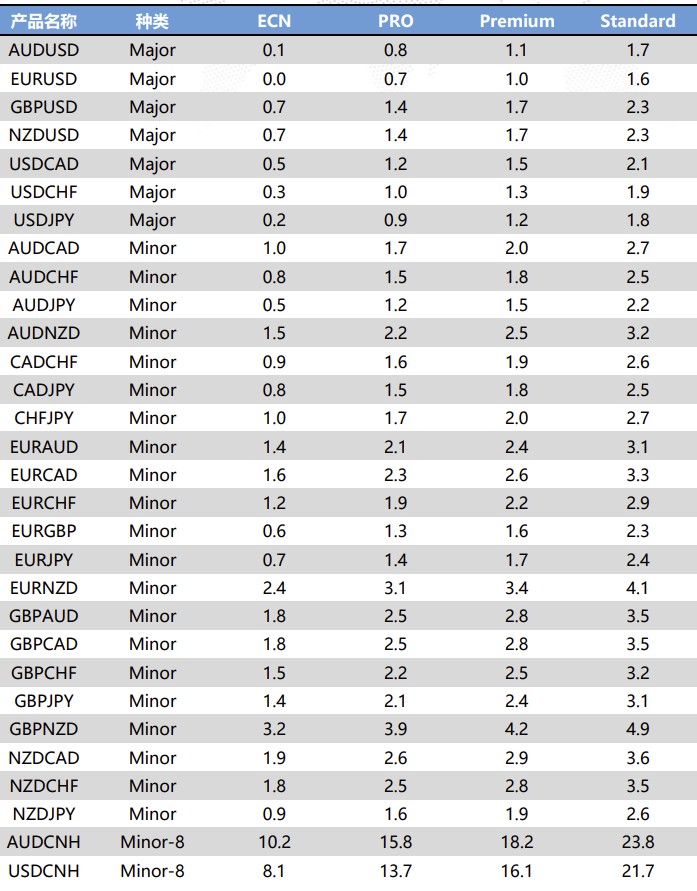 产品名称 种类 ECN PRO Premium Standard
AUDUSD Major 0.1 0.8 1.1 1.7
EURUSD Major 0.0 0.7 1.0 1.6
GBPUSD Major 0.7 1.4 1.7 2.3
NZDUSD Major 0.7 1.4 1.7 2.3
USDCAD Major 0.5 1.2 1.5 2.1
USDCHF Major 0.3 1.0 1.3 1.9
USDJPY Major 0.2 0.9 1.2 1.8
AUDCAD Minor 1.0 1.7 2.0 2.7
AUDCHF Minor 0.8 1.5 1.8 2.5
AUDJPY Minor 0.5 1.2 1.5 2.2
AUDNZD Minor 1.5 2.2 2.5 3.2
CADCHF Minor 0.9 1.6 1.9 2.6
CADJPY Minor 0.8 1.5 1.8 2.5
CHFJPY Minor 1.0 1.7 2.0 2.7
EURAUD Minor 1.4 2.1 2.4 3.1
EURCAD Minor 1.6 2.3 2.6 3.3
EURCHF Minor 1.2 1.9 2.2 2.9
EURGBP Minor 0.6 1.3 1.6 2.3
EURJPY Minor 0.7 1.4 1.7 2.4
EURNZD Minor 2.4 3.1 3.4 4.1
GBPAUD Minor 1.8 2.5 2.8 3.5
GBPCAD Minor 1.8 2.5 2.8 3.5
GBPCHF Minor 1.5 2.2 2.5 3.2
GBPJPY Minor 1.4 2.1 2.4 3.1
GBPNZD Minor 3.2 3.9 4.2 4.9
NZDCAD Minor 1.9 2.6 2.9 3.6
NZDCHF Minor 1.8 2.5 2.8 3.5
NZDJPY Minor 0.9 1.6 1.9 2.6
AUDCNH Minor-8 10.2 15.8 18.2 23.8
USDCNH Minor-8 8.1 13.7 16.1 21.7